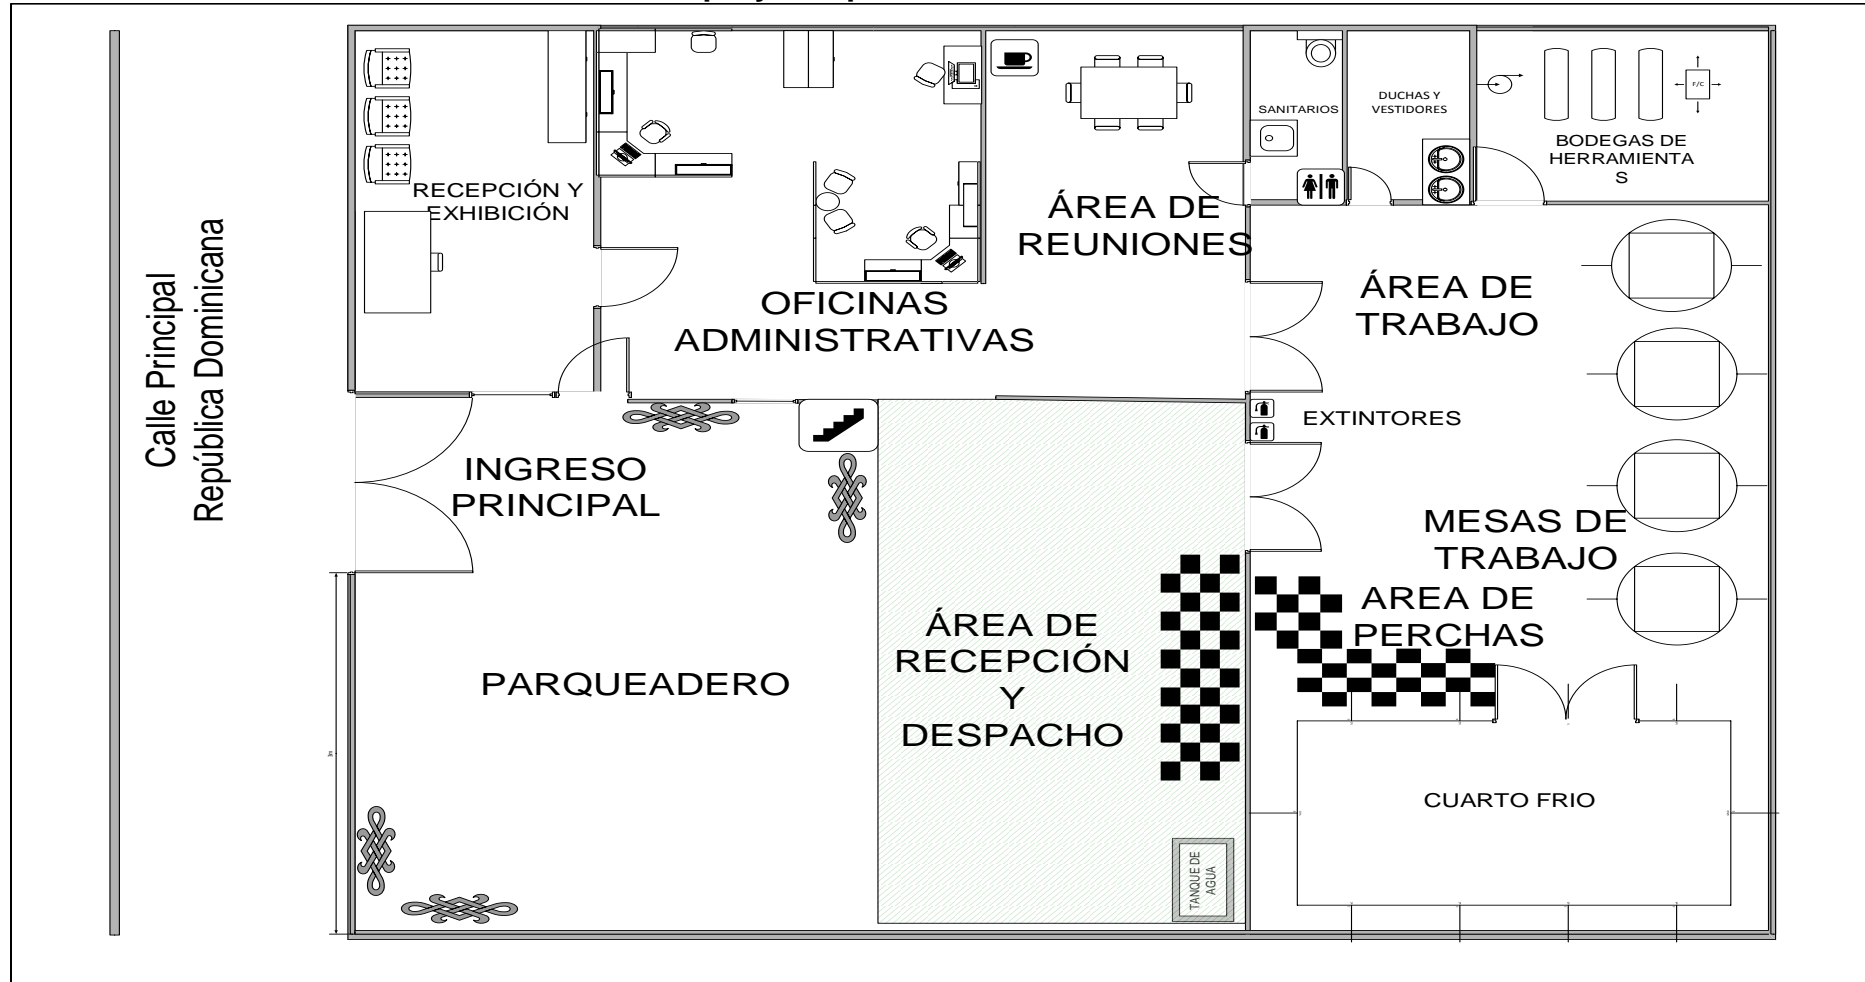 Calle Principal
República Dominicana
RECEPCIÓN Y
EXHIBICIÓN
OFICINAS
ADMINISTRATIVAS
ÁREA DE
REUNIONES
SANITARIOS
DUCHAS Y
VESTIDORES
F/C
BODEGAS DE
HERRAMIENTA
S
ÁREA DE
TRABAJO
EXTINTORES
INGRESO
PRINCIPAL
MESAS DE
TRABAJO
AREA DE
PERCHAS
PARQUEADERO
ÁREA DE
RECEPCIÓN
Y
DESPACHO
CUARTO FRIO
TANQUE DE
AGUA